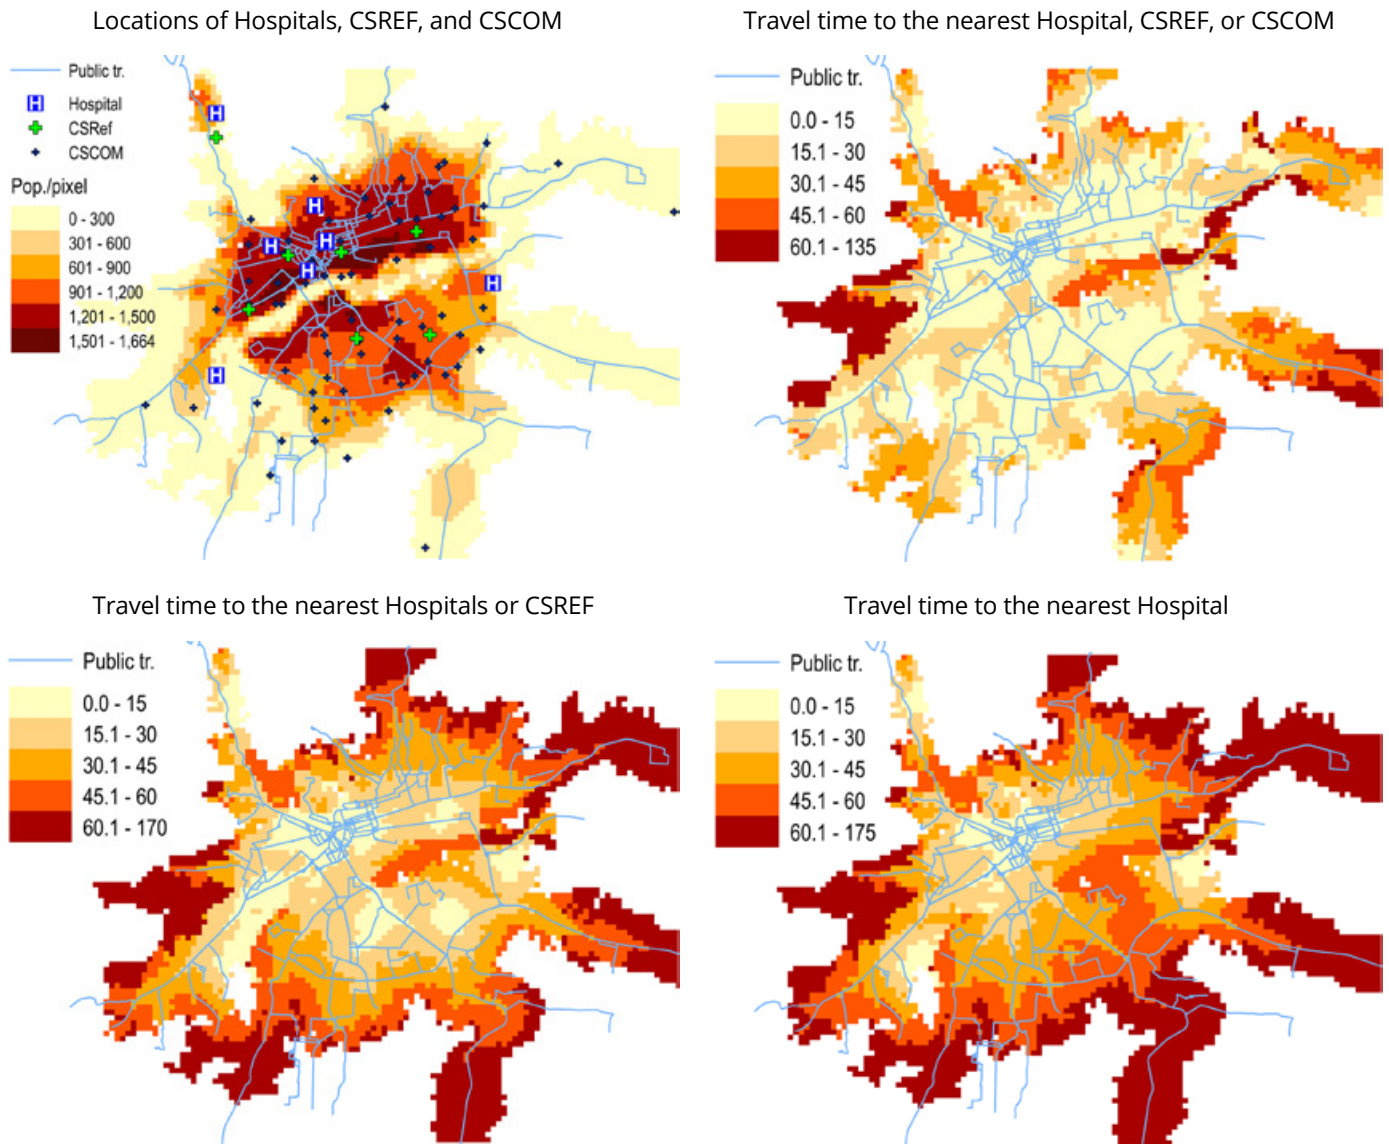 Locations of Hospitals, CSREF, and CSCOM
Public tr.
H Hospital
CSRef
CSCOM
Pop./pixel
0 - 300
301 - 600
601 - 900
901 - 1,200
1,201 - 1,500
1,501 - 1,664
H
H
H
H
H
H
H
Travel time to the nearest Hospital, CSREF, or CSCOM
Public tr.
0.0 - 15
15.1 - 30
30.1 - 45
45.1 - 60
60.1 - 135
Travel time to the nearest Hospitals or CSREF
Public tr.
0.0 - 15
15.1 - 30
30.1 - 45
45.1 - 60
60.1 - 170
Travel time to the nearest Hospital
Public tr.
0.0 - 15
15.1 - 30
30.1 - 45
45.1 - 60
60.1 - 175